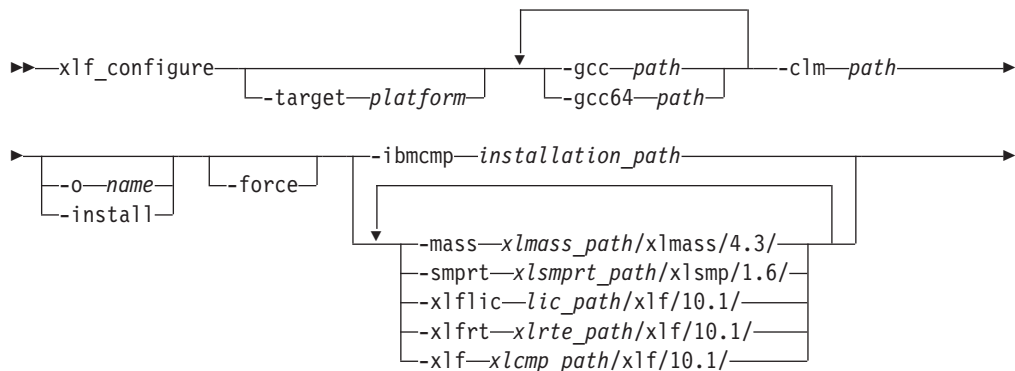 xlf_configure -gcc path -clm path
-target platform -gcc64 path
-ibmcmp installation_path
-o name -force
-install
-mass xlmass_path/xlmass/4.3/
-smprt xlsmprt_path/xlsmp/1.6/
-xlflic lic_path/xlf/10.1/
-xlfrt xlrte_path/xlf/10.1/
-xlf xlcmp_path/xlf/10.1/